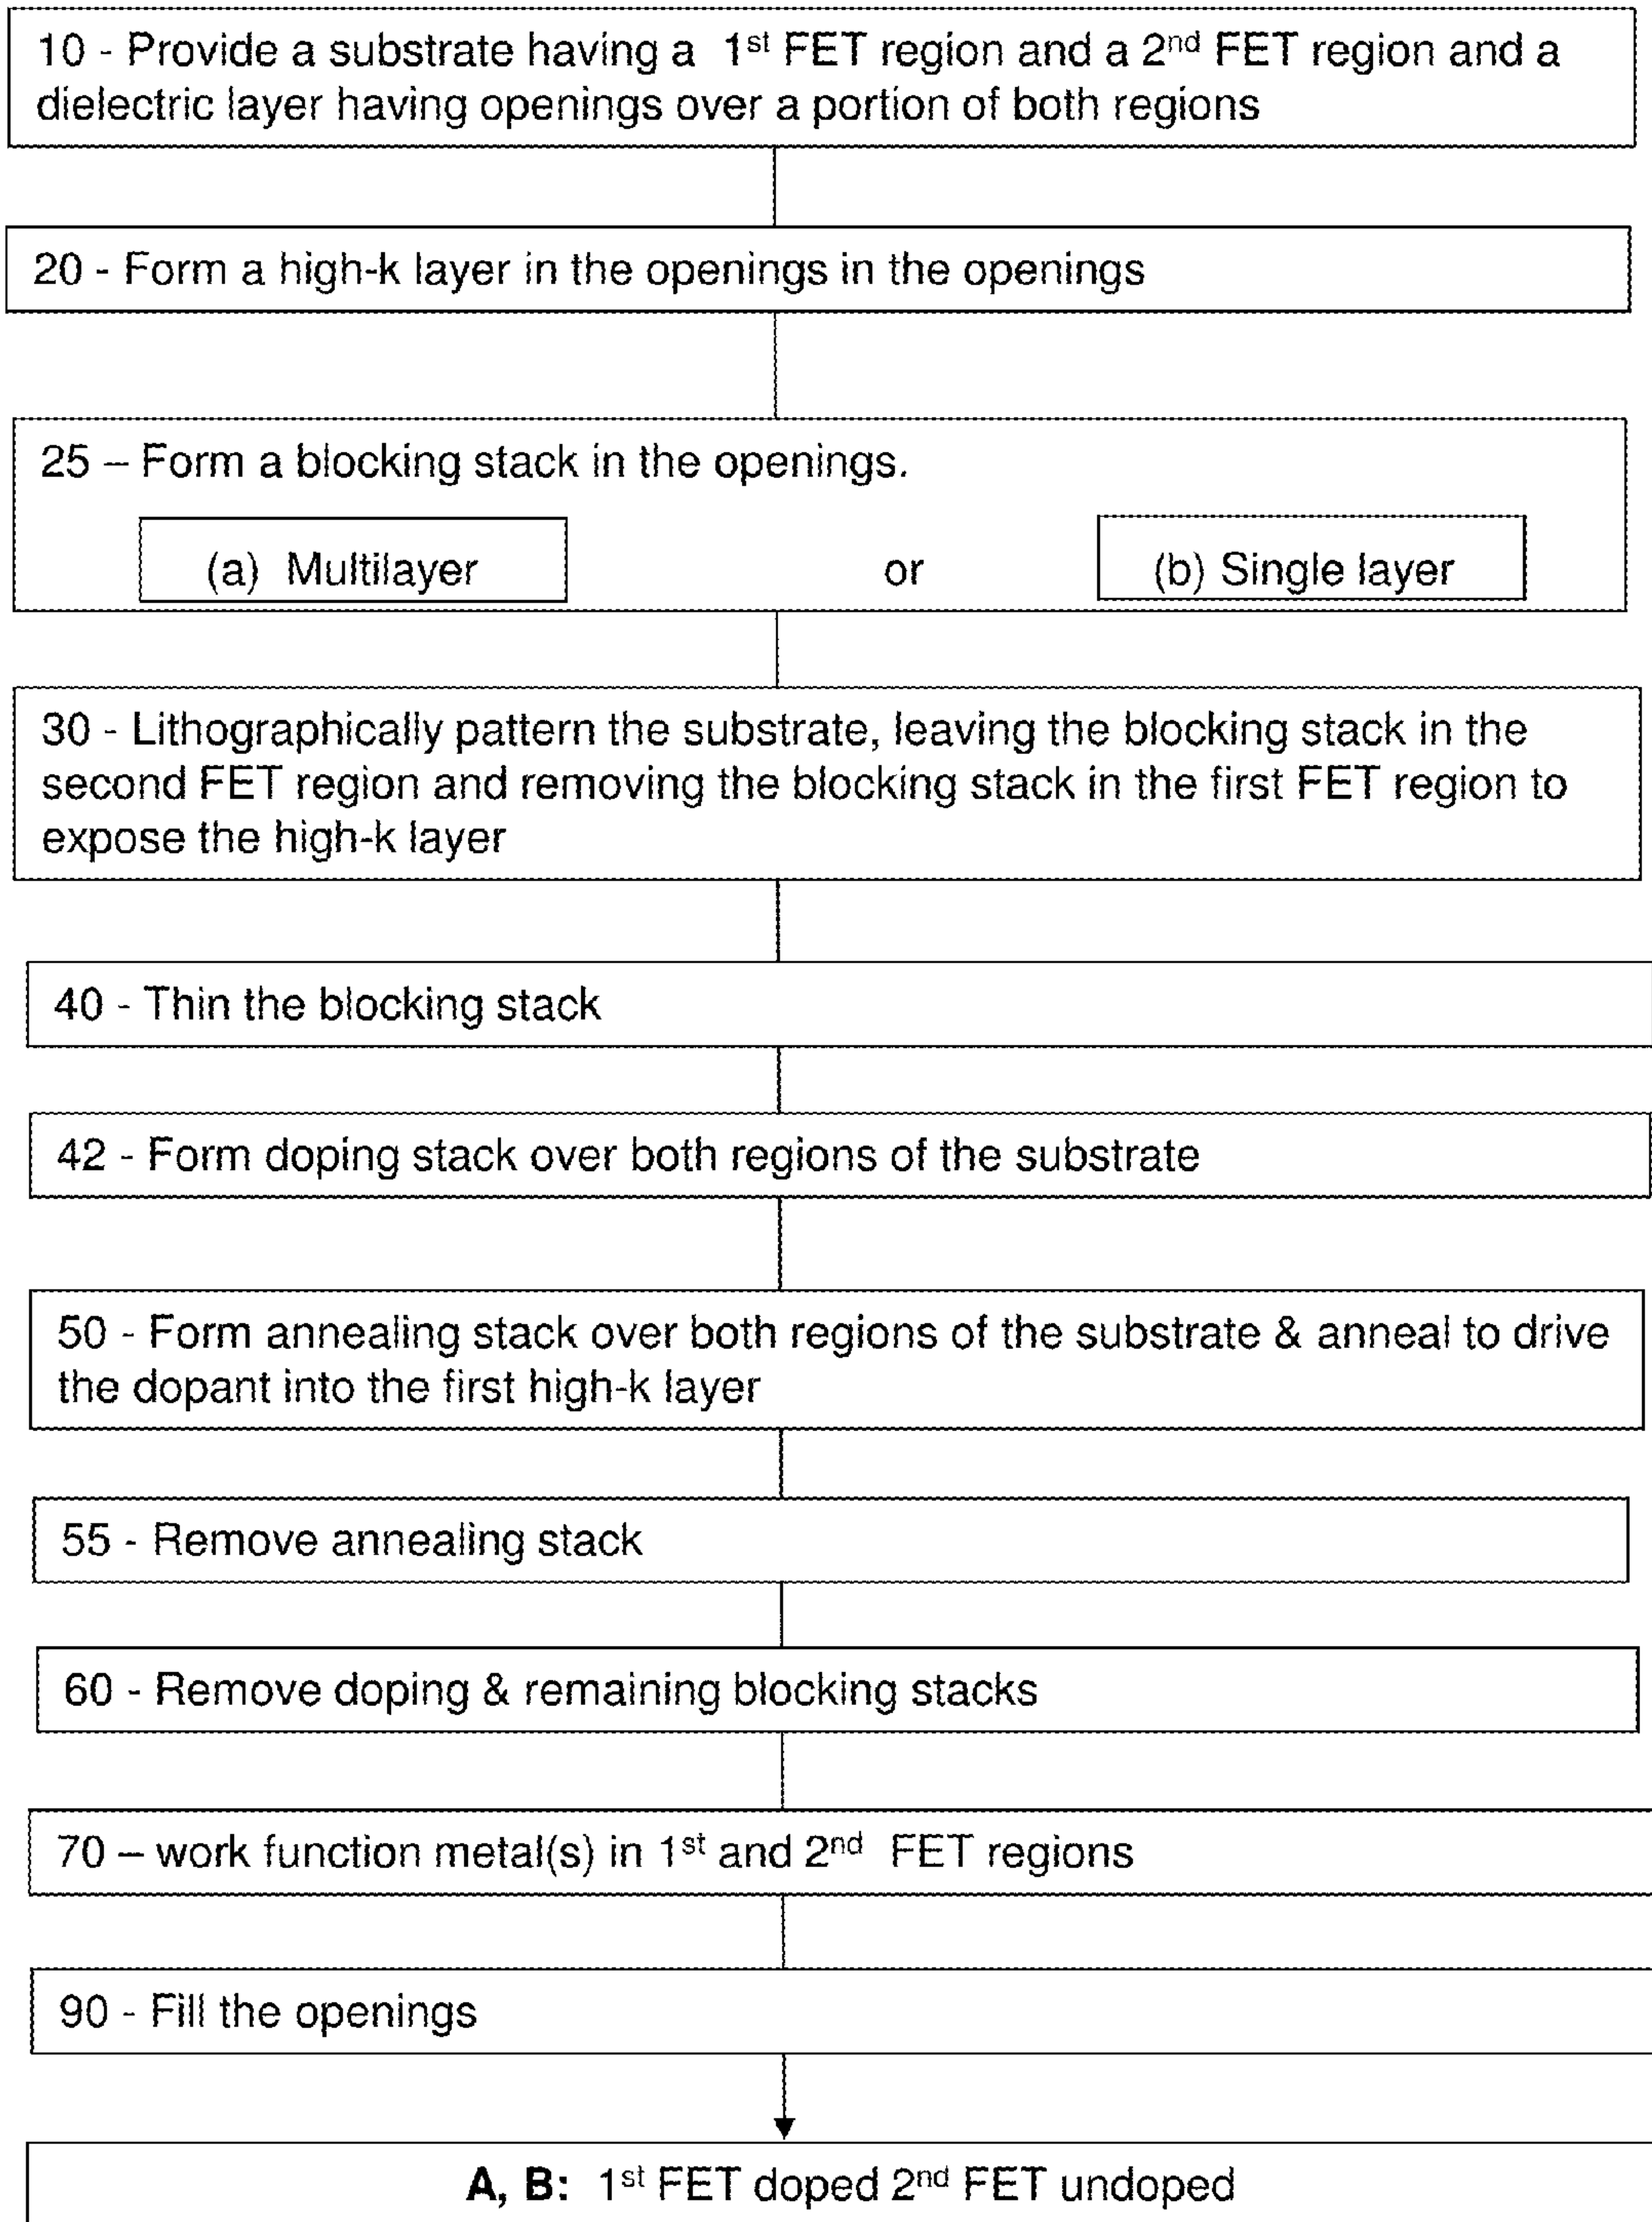 10 - Provide a substrate having a 1st FET region and a 2nd FET region and a
dielectric layer having openings over a portion of both regions
20 - Form a high-k layer in the openings in the openings
25 – Form a blocking stack in the openings.
(a) Multilayer or (b) Single layer
30 - Lithographically pattern the substrate, leaving the blocking stack in the
second FET region and removing the blocking stack in the first FET region to
expose the high-k layer
40 - Thin the blocking stack
42 - Form doping stack over both regions of the substrate
50 - Form annealing stack over both regions of the substrate & anneal to drive
the dopant into the first high-k layer
55 - Remove annealing stack
60 - Remove doping & remaining blocking stacks
70 – work function metal(s) in 1st and 2nd FET regions
90 - Fill the openings
A, B: 1st FET doped 2nd FET undoped